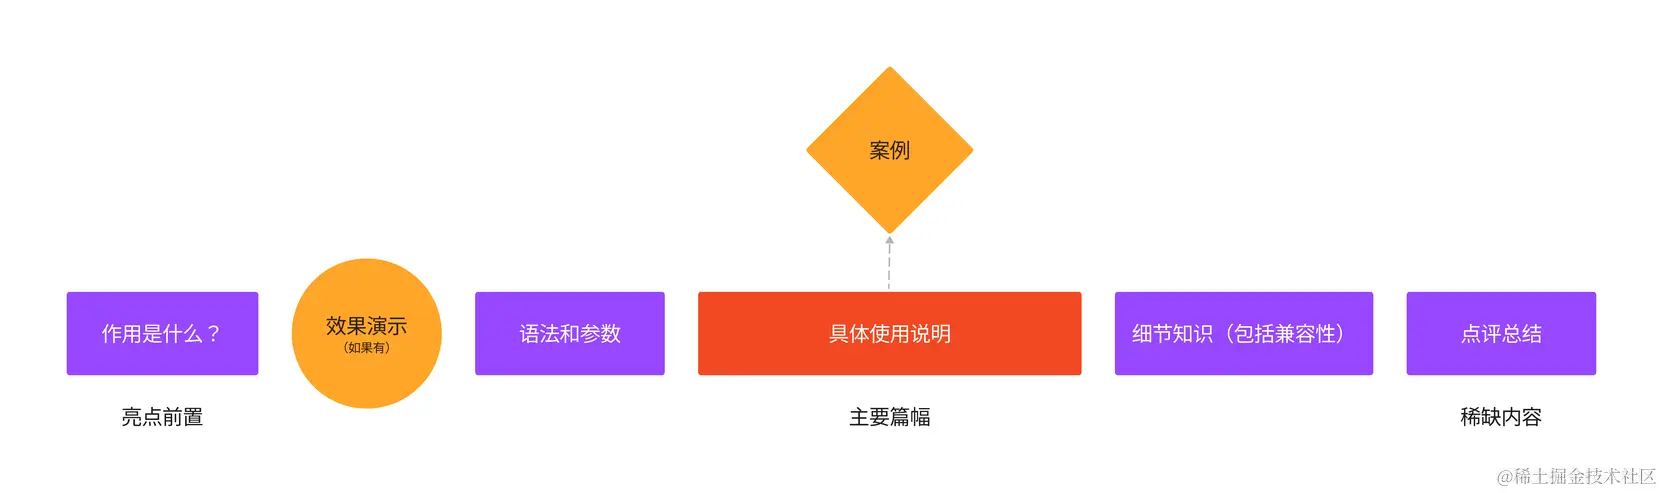 案例
作用是什么？
效果演示
（如果有）
语法和参数
具体使用说明
细节知识（包括兼容性）
点评总结
亮点前置
主要篇幅
稀缺内容
@稀土掘金技术社区